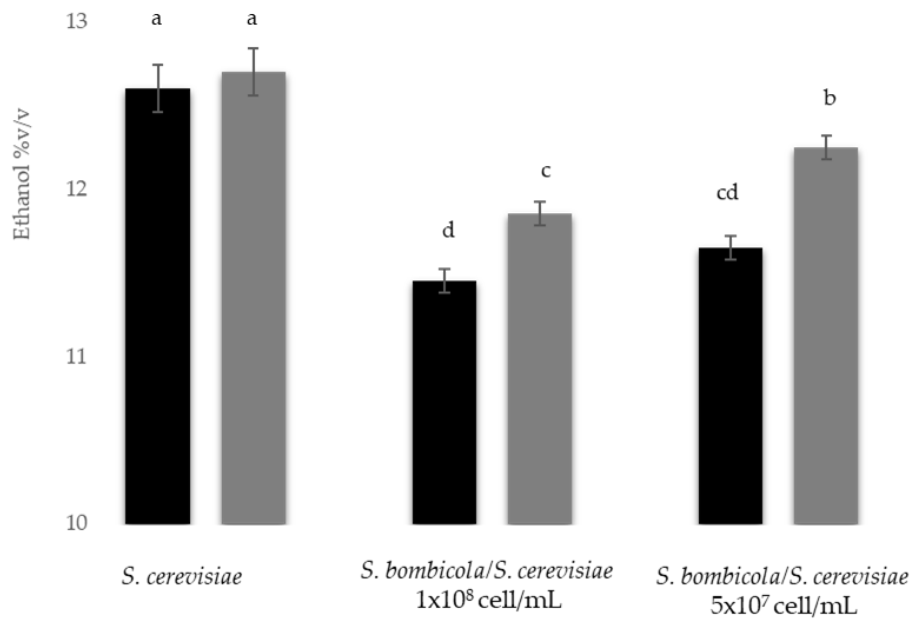 13
a a
Ethanol %v/v
b
12
c
cd
d
11
10
S. cerevisiae
S. bombicola/S. cerevisiae
1x10⁸ cell/mL
S. bombicola/S. cerevisiae
5x10⁷ cell/mL